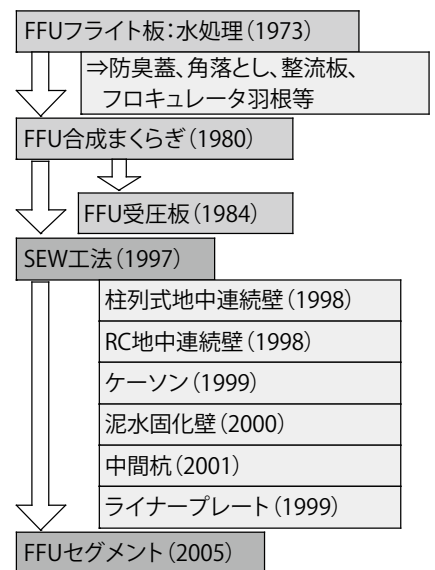 FFUフライト板：水処理（1973）
⇒防臭蓋、角落とし、整流板、
フロキュレータ羽根等
FFU合成まくらぎ（1980）
FFU受圧板（1984）
SEW工法（1997）
柱列式地中連続壁（1998）
RC地中連続壁（1998）
ケーソン（1999）
泥水固化壁（2000）
中間杭（2001）
ライナープレート（1999）
FFUセグメント（2005）